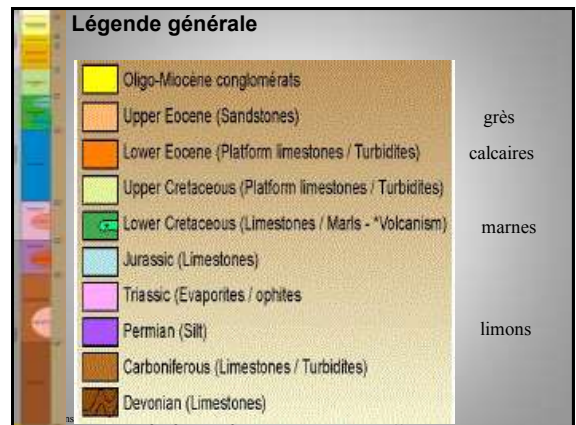 Légende générale
Oligo-Miocène conglomérats
Upper Eocene (Sandstones)
grès
Lower Eocene (Platform limestones / Turbidites)
calcaires
Upper Cretaceous (Platform limestones / Turbidites)
Lower Cretaceous (Limestones / Marls - *Volcanism)
marnes
Jurassic (Limestones)
Triassic (Evaporites / ophites
Permian (Silt)
limons
Carboniferous (Limestones / Turbidites)
Devonian (Limestones)